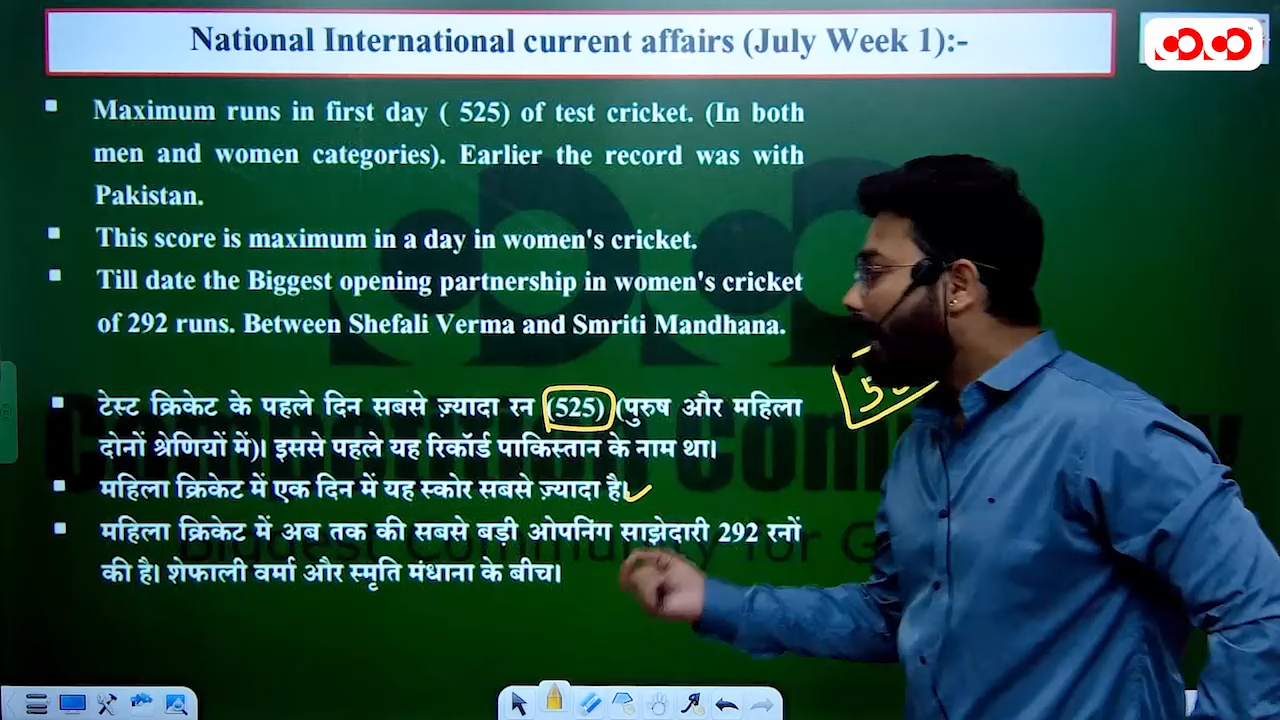 National International current affairs (July Week 1):-
▪ Maximum runs in first day ( 525) of test cricket. (In both
men and women categories). Earlier the record was with
Pakistan.
▪ This score is maximum in a day in women's cricket.
▪ Till date the Biggest opening partnership in women's cricket
of 292 runs. Between Shefali Verma and Smriti Mandhana.
▪ टेस्ट क्रिकेट के पहले दिन सबसे ज़्यादा रन (525) (पुरुष और महिला
दोनों श्रेणियों में)। इससे पहले यह रिकॉर्ड पाकिस्तान के नाम था।
▪ महिला क्रिकेट में एक दिन में यह स्कोर सबसे ज़्यादा है।
▪ महिला क्रिकेट में अब तक की सबसे बड़ी ओपनिंग साझेदारी 292 रनों
की है। शेफाली वर्मा और स्मृति मंधाना के बीच।